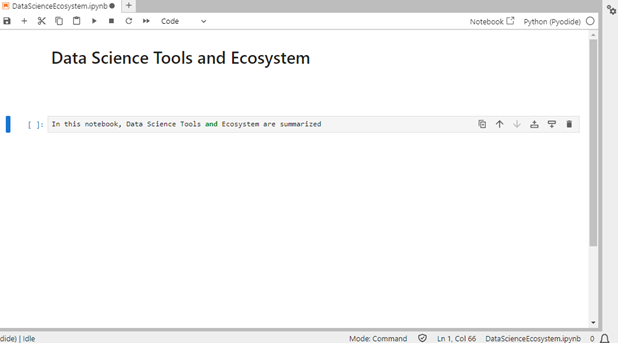 DataScienceEcosystem.ipynb
Code
Notebook
Python (Pyodide)
Data Science Tools and Ecosystem
[ ]:
In this notebook, Data Science Tools and Ecosystem are summarized
dide) | Idle
Mode: Command
Ln 1, Col 66
DataScienceEcosystem.ipynb
0